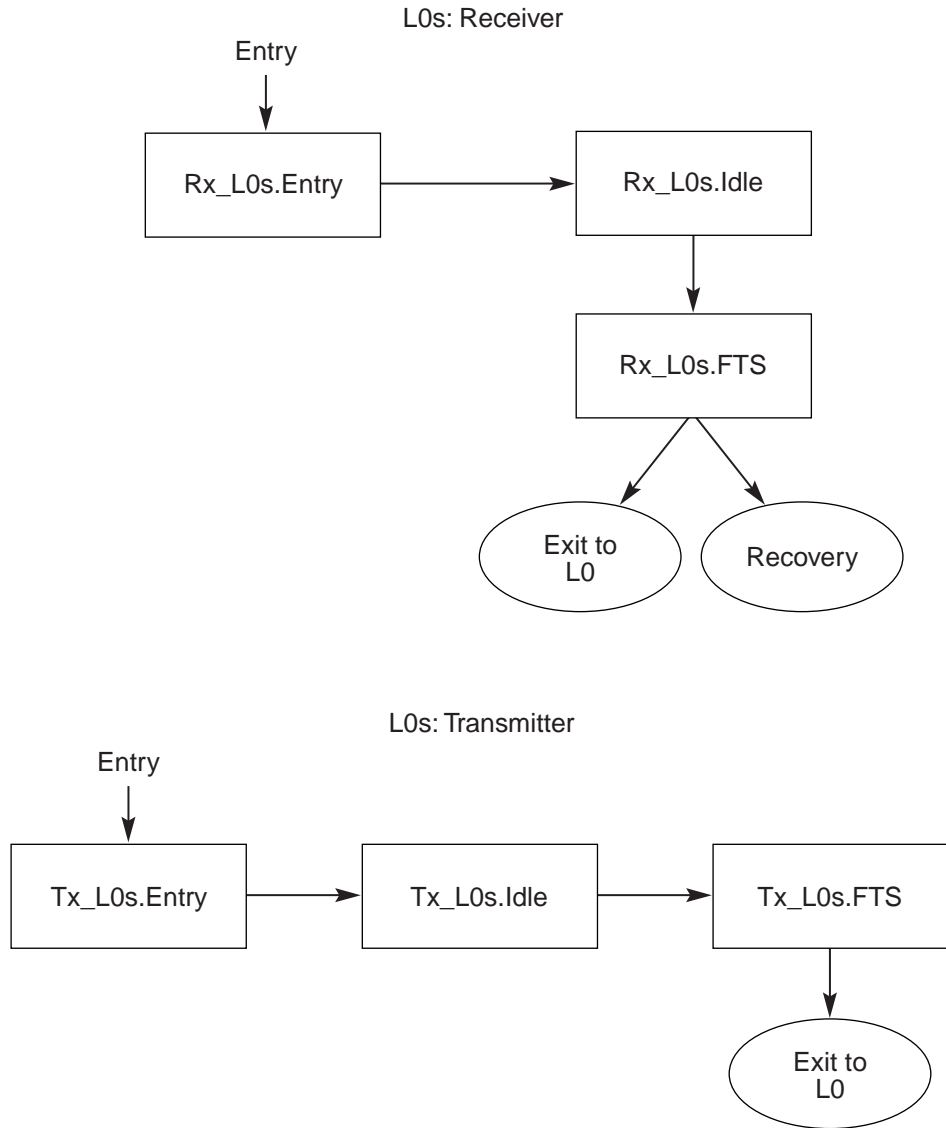 L0s: Receiver
Entry
Rx_L0s.Entry
Rx_L0s.Idle
Rx_L0s.FTS
Exit to
L0
Recovery
L0s: Transmitter
Entry
Tx_L0s.Entry
Tx_L0s.Idle
Tx_L0s.FTS
Exit to
L0